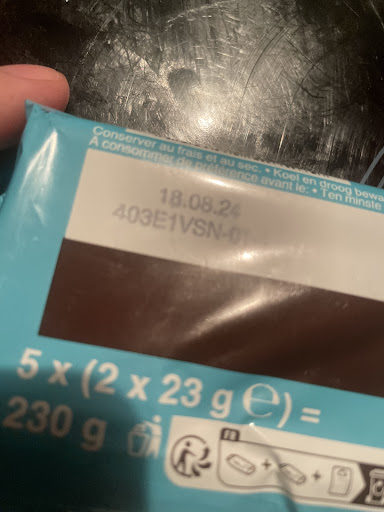 Conserver au frais et au sec. • Koel en droog bewa
À consommer de préférence avant le: • Ten minste
18.08.24
403E1VSN-0
5 x (2 x 23 g ℮) =
230 g